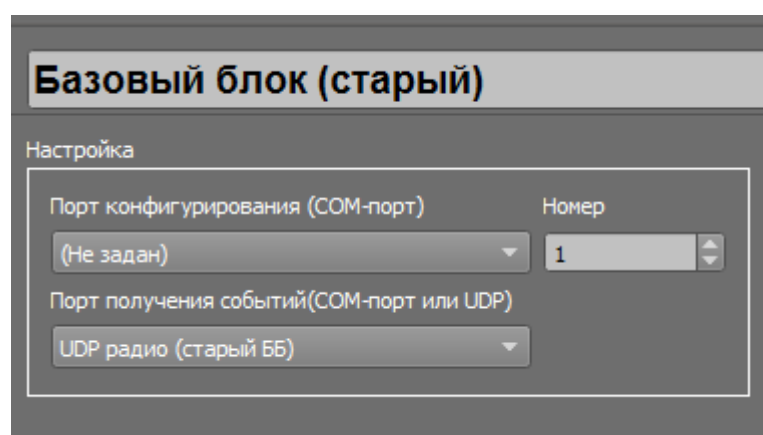 Базовый блок (старый)
Настройка
Порт конфигурирования (COM-порт) Номер
(Не задан) 1
Порт получения событий(COM-порт или UDP)
UDP радио (старый ББ)